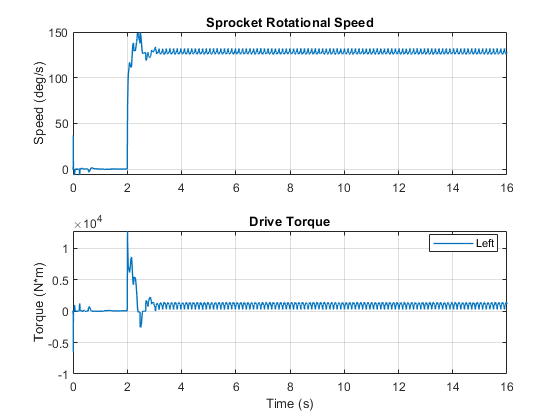 Sprocket Rotational Speed
150
100
50
0
Speed (deg/s)
0 2 4 6 8 10 12 14 16
Drive Torque
×10^4
Left
1
0.5
0
-0.5
-1
Torque (N*m)
0 2 4 6 8 10 12 14 16
Time (s)